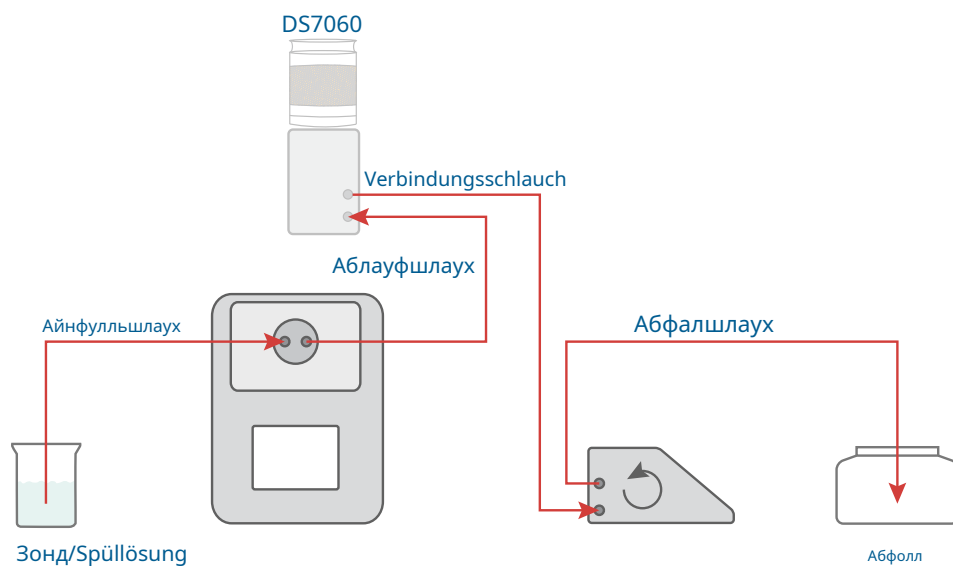 DS7060
Verbindungsschlauch
Аблауфшлаух
Айнфулльшлаух
Абфалшлаух
Зонд/Spüllösung
Абфолл